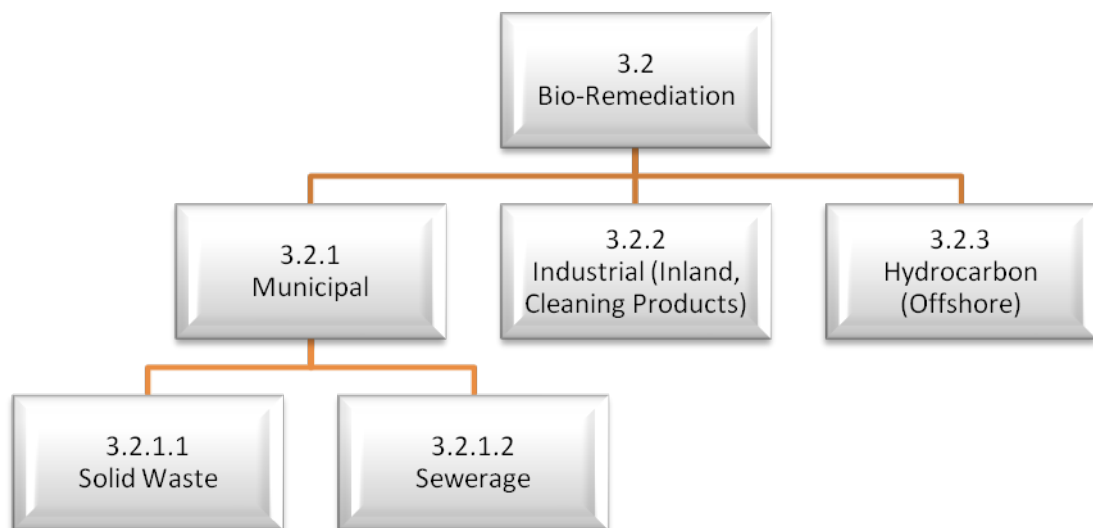 3.2
Bio-Remediation
3.2.1
Municipal
3.2.2
Industrial (Inland,
Cleaning Products)
3.2.3
Hydrocarbon
(Offshore)
3.2.1.1
Solid Waste
3.2.1.2
Sewerage